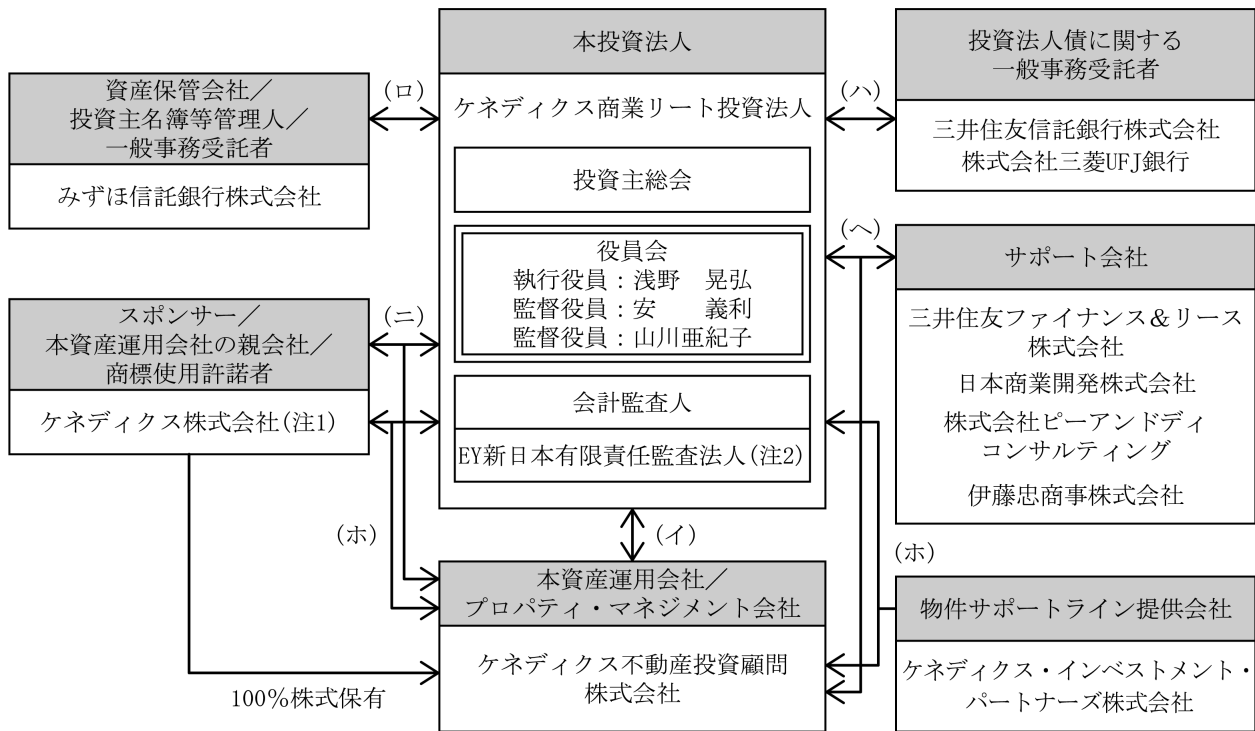 資産保管会社／
投資主名簿等管理人／
一般事務受託者
みずほ信託銀行株式会社
(ロ)
本投資法人
ケネディクス商業リート投資法人
投資主総会
役員会
執行役員：浅野　晃弘
監督役員：安　　義利
監督役員：山川亜紀子
会計監査人
EY新日本有限責任監査法人(注2)
(ハ)
投資法人債に関する
一般事務受託者
三井住友信託銀行株式会社
株式会社三菱UFJ銀行
(ヘ)
サポート会社
三井住友ファイナンス＆リース
株式会社
日本商業開発株式会社
株式会社ピーアンドディ
コンサルティング
伊藤忠商事株式会社
スポンサー／
本資産運用会社の親会社／
商標使用許諾者
ケネディクス株式会社(注1)
(ニ)
(ホ)
(イ)
(ホ)
本資産運用会社／
プロパティ・マネジメント会社
ケネディクス不動産投資顧問
株式会社
100％株式保有
物件サポートライン提供会社
ケネディクス・インベストメント・
パートナーズ株式会社